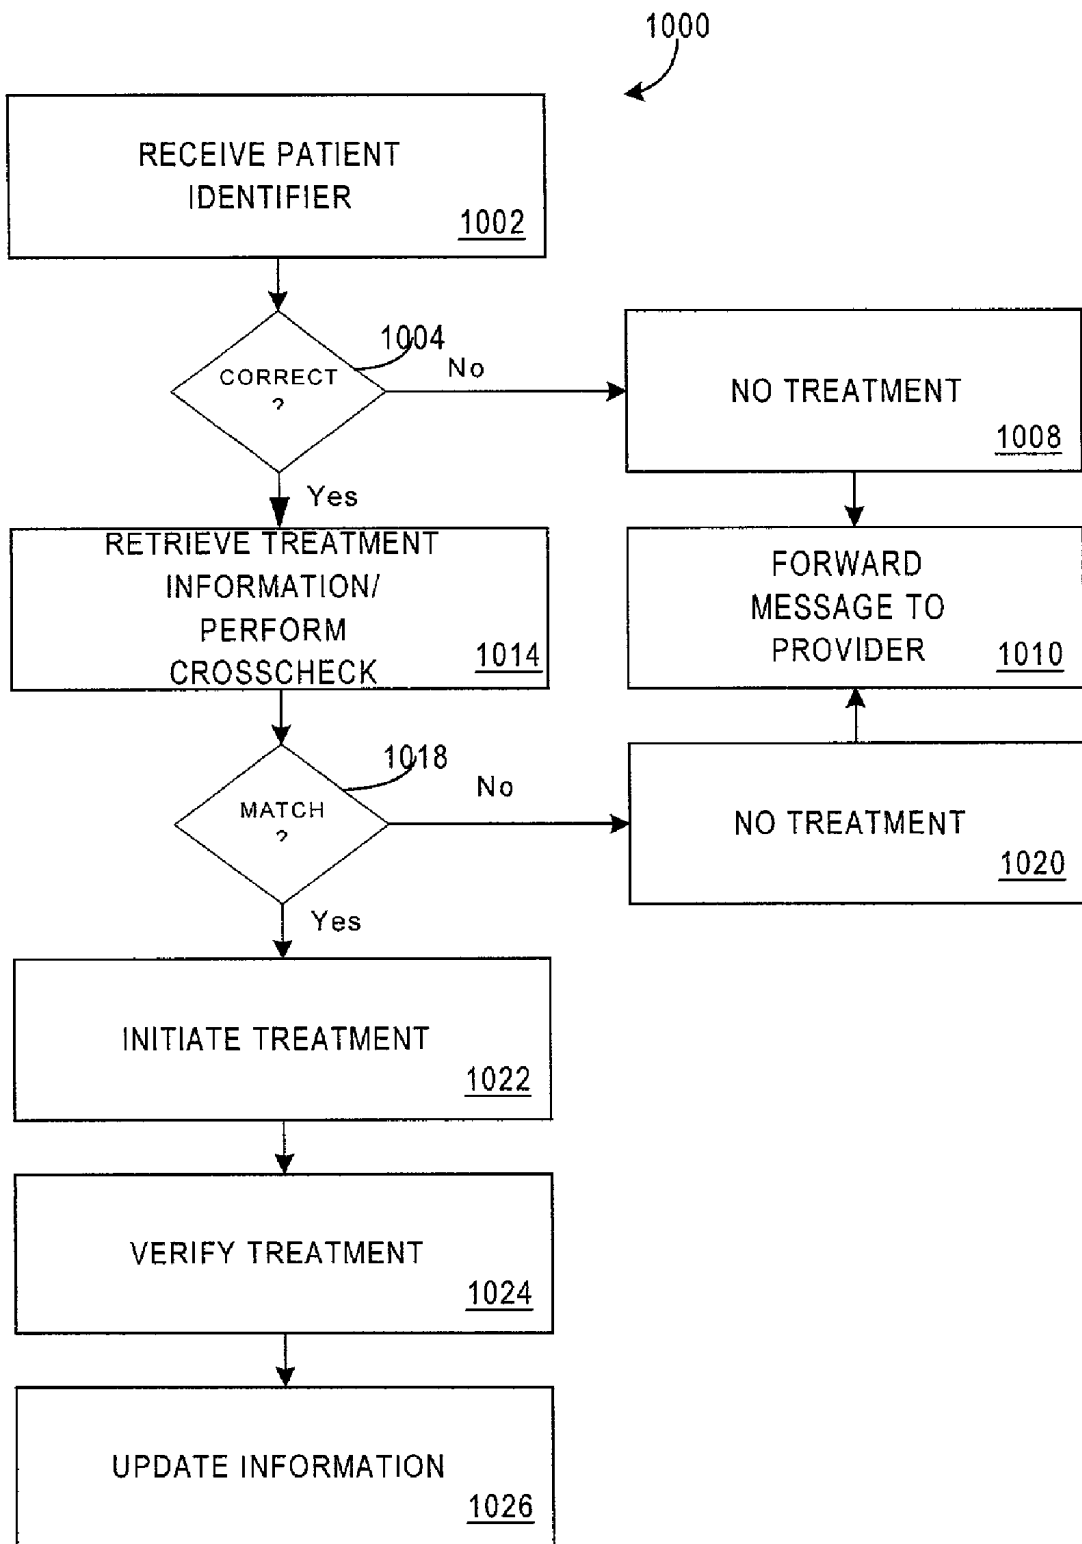 1000
RECEIVE PATIENT
IDENTIFIER
1002
1004
CORRECT
?
No
NO TREATMENT
1008
Yes
RETRIEVE TREATMENT
INFORMATION/
PERFORM
CROSSCHECK
1014
FORWARD
MESSAGE TO
PROVIDER
1010
1018
MATCH
?
No
NO TREATMENT
1020
Yes
INITIATE TREATMENT
1022
VERIFY TREATMENT
1024
UPDATE INFORMATION
1026